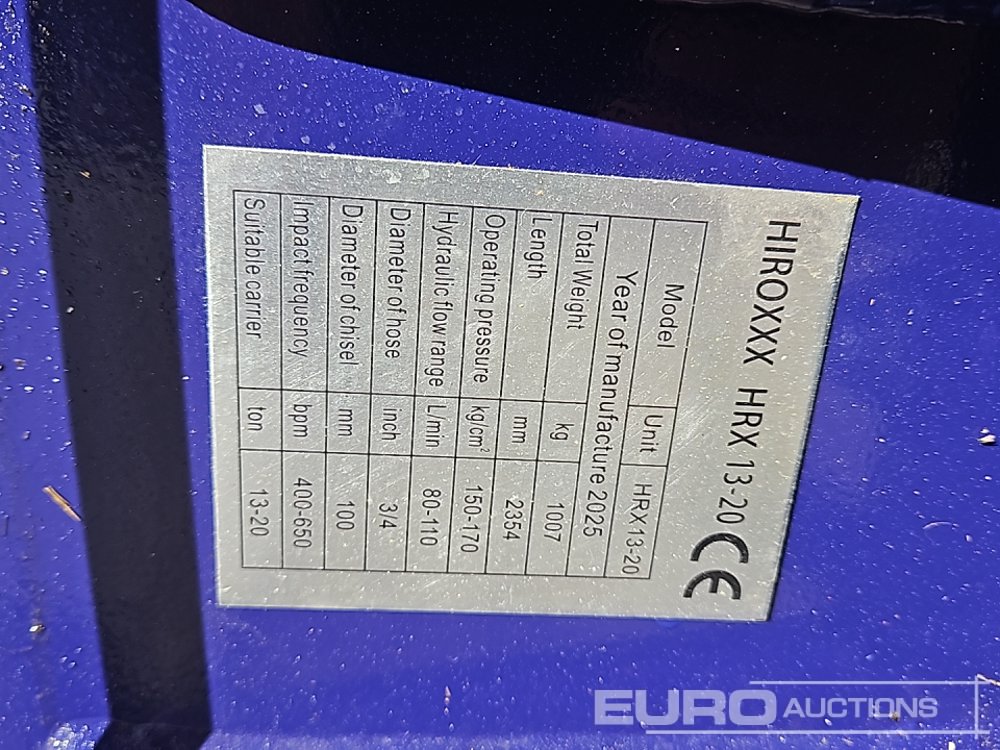 HIROXXX HRX 13-20 CE
Model Unit HRX13-20
Year of manufacture 2025
Total Weight kg 1007
Length mm 2354
Operating pressure kg/cm² 150-170
Hydraulic flow range L/min 80-110
Diameter of hose inch 3/4
Diameter of chisel mm 100
Impact frequency bpm 400-650
Suitable carrier ton 13-20
EURO AUCTIONS